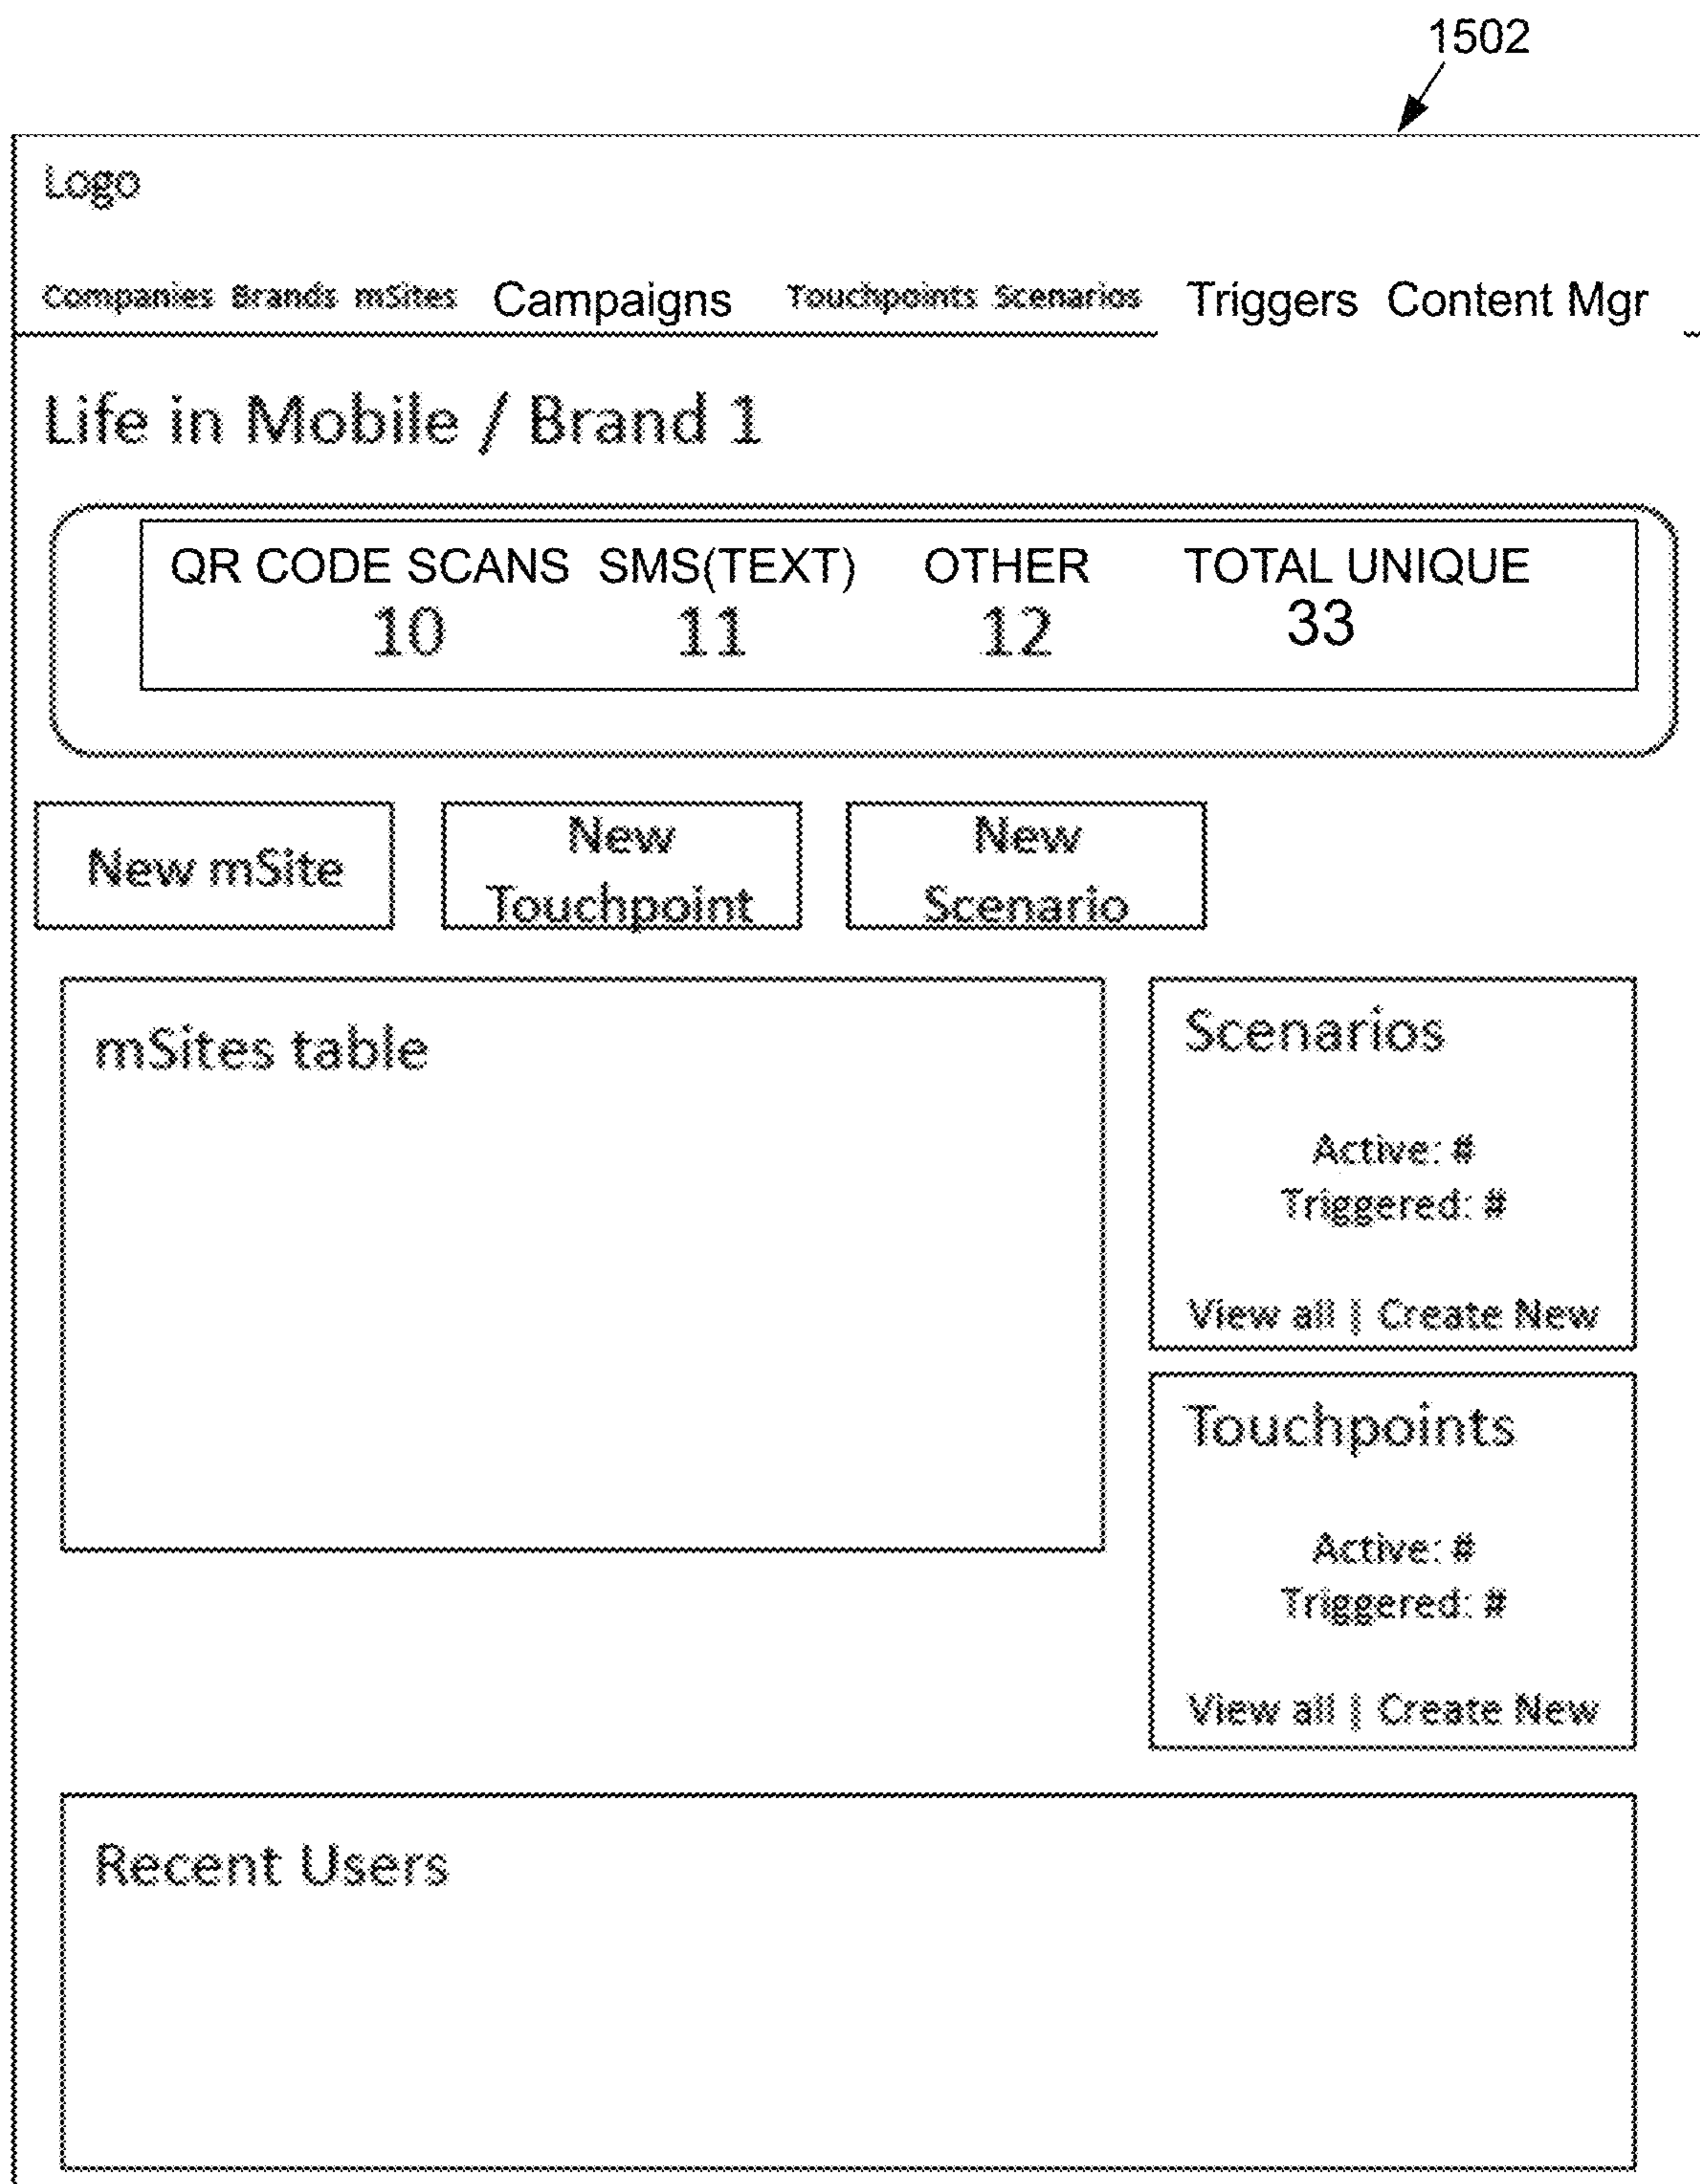 1502
Logo
Companies Brands mSites Campaigns Touchpoints Scenarios Triggers Content Mgr
Life in Mobile / Brand 1
QR CODE SCANS SMS(TEXT) OTHER TOTAL UNIQUE
10 11 12 33
New mSite
New
Touchpoint
New
Scenario
mSites table
Scenarios
Active: #
Triggered: #
View all | Create New
Touchpoints
Active: #
Triggered: #
View all | Create New
Recent Users